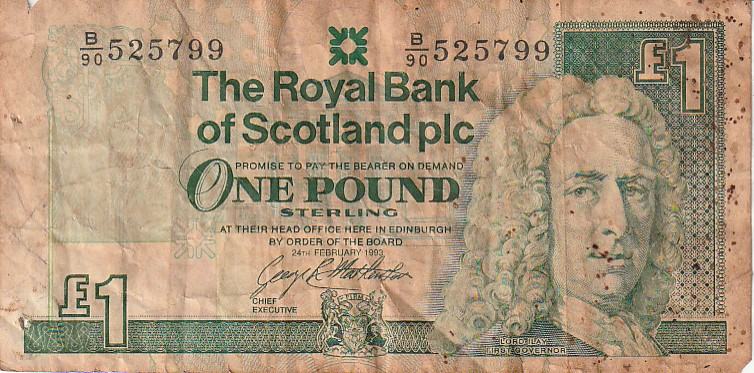 B/90 525799
B/90 525799
£1
The Royal Bank
of Scotland plc
PROMISE TO PAY THE BEARER ON DEMAND
ONE POUND
STERLING
AT THEIR HEAD OFFICE HERE IN EDINBURGH
BY ORDER OF THE BOARD
24TH FEBRUARY 1993
CHIEF
EXECUTIVE
£1
LORD ILAY
FIRST GOVERNOR